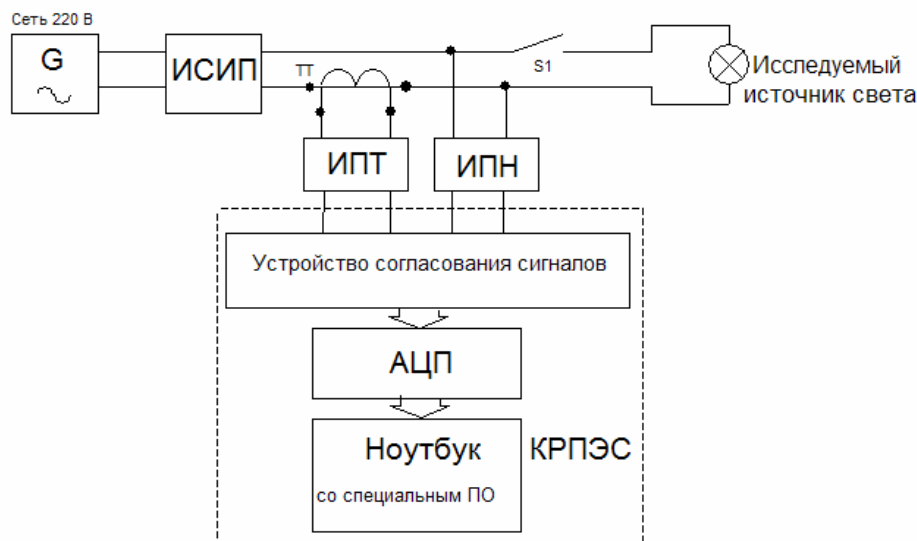 Сеть 220 В
G
ИСИП
ТТ
S1
Исследуемый
источник света
ИПТ
ИПН
Устройство согласования сигналов
АЦП
Ноутбук
со специальным ПО
КРПЭС